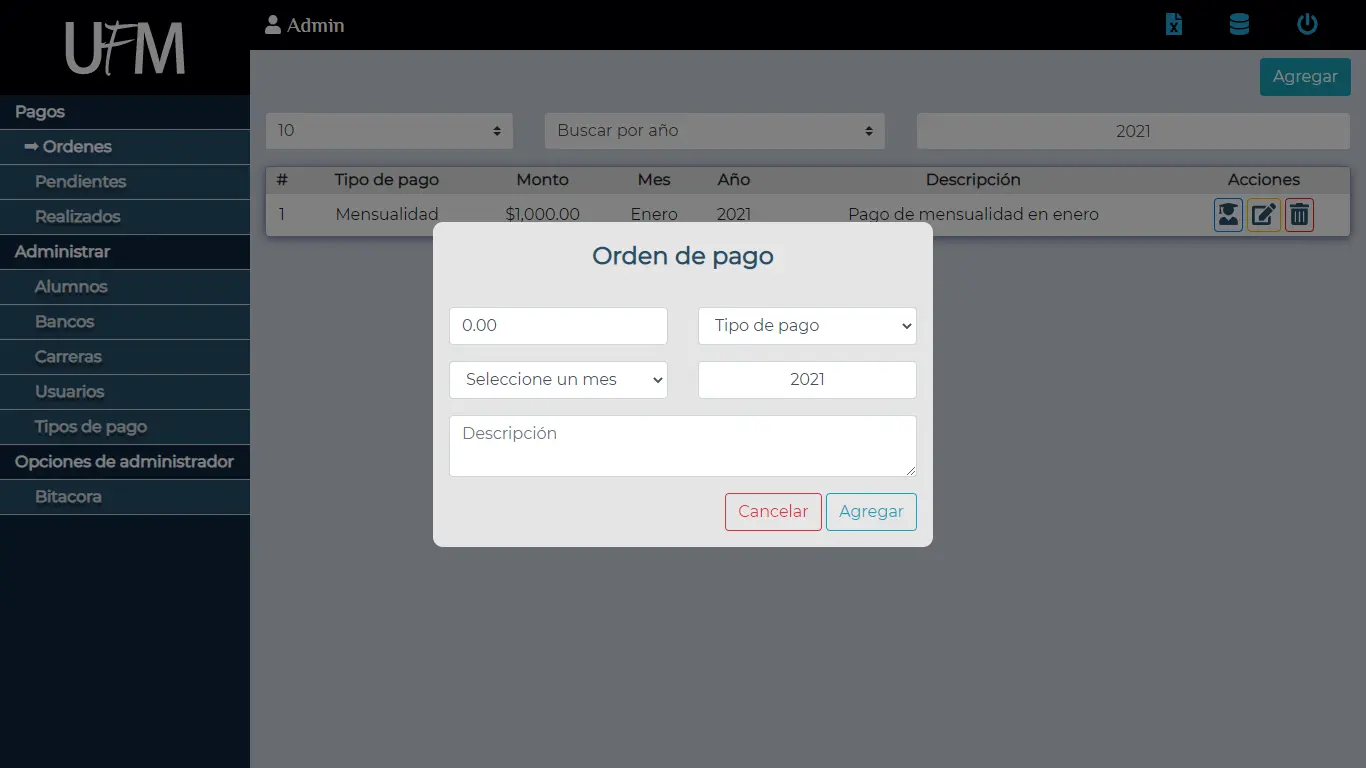 UFM
Admin
Pagos
➡ Ordenes
Pendientes
Realizados
Administrar
Alumnos
Bancos
Carreras
Usuarios
Tipos de pago
Opciones de administrador
Bitacora
Agregar
10 Buscar por año 2021
# Tipo de pago Monto Mes Año Descripción Acciones
1 Mensualidad $1,000.00 Enero 2021 Pago de mensualidad en enero
Orden de pago
0.00 Tipo de pago
Seleccione un mes 2021
Descripción
Cancelar Agregar